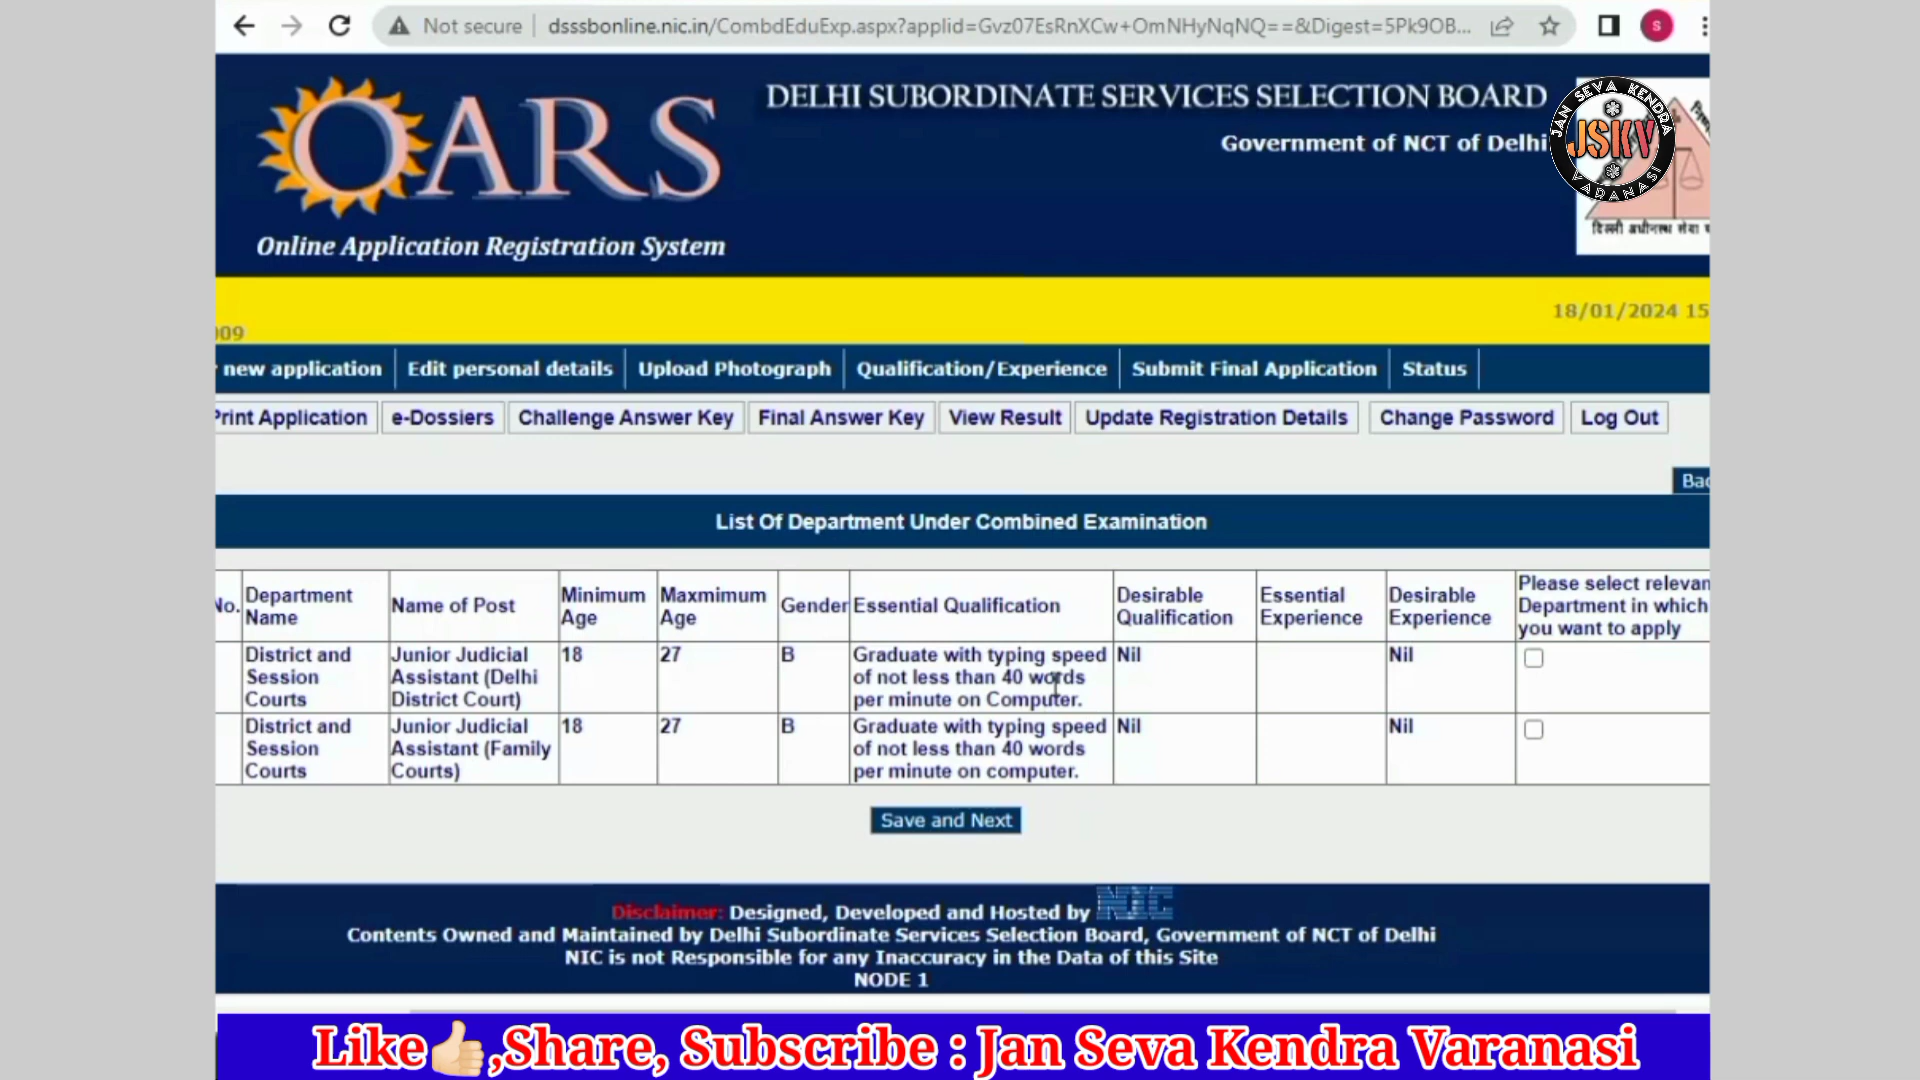 Not secure
dsssbonline.nic.in/CombdEduExp.aspx?applid=Gvz07EsRnXCw+OmNHyNqNQ==&Digest=5Pk9OB...
S
OARS
Online Application Registration System
DELHI SUBORDINATE SERVICES SELECTION BOARD
Government of NCT of Delhi
JAN SEVA KENDRA
JSKV
VARANASI
दिल्ली अधीनस्थ सेवा
18/01/2024 15
009
new application
Edit personal details
Upload Photograph
Qualification/Experience
Submit Final Application
Status
Print Application
e-Dossiers
Challenge Answer Key
Final Answer Key
View Result
Update Registration Details
Change Password
Log Out
Bac
List Of Department Under Combined Examination
No.
Department
Name
Name of Post
Minimum
Age
Maxmimum
Age
Gender
Essential Qualification
Desirable
Qualification
Essential
Experience
Desirable
Experience
Please select relevan
Department in which
you want to apply
District and
Session
Courts
Junior Judicial
Assistant (Delhi
District Court)
18
27
B
Graduate with typing speed
of not less than 40 words
per minute on Computer.
Nil
Nil
District and
Session
Courts
Junior Judicial
Assistant (Family
Courts)
18
27
B
Graduate with typing speed
of not less than 40 words
per minute on computer.
Nil
Nil
Save and Next
Disclaimer: Designed, Developed and Hosted by NIC
Contents Owned and Maintained by Delhi Subordinate Services Selection Board, Government of NCT of Delhi
NIC is not Responsible for any Inaccuracy in the Data of this Site
NODE 1
Like👍🏻,Share, Subscribe : Jan Seva Kendra Varanasi